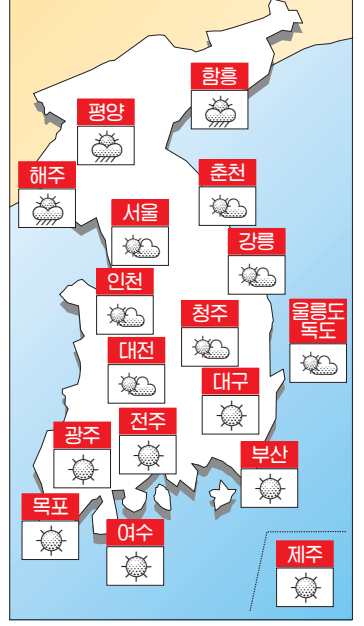 함흥
평양
해주
춘천
서울
강릉
인천
울릉도
독도
청주
대전
대구
전주
광주
부산
목포
여수
제주